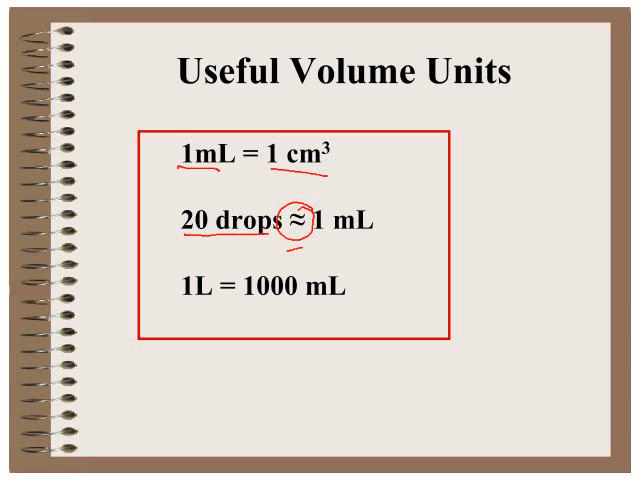 Useful Volume Units
1mL = 1 cm³
20 drops ≈ 1 mL
1L = 1000 mL